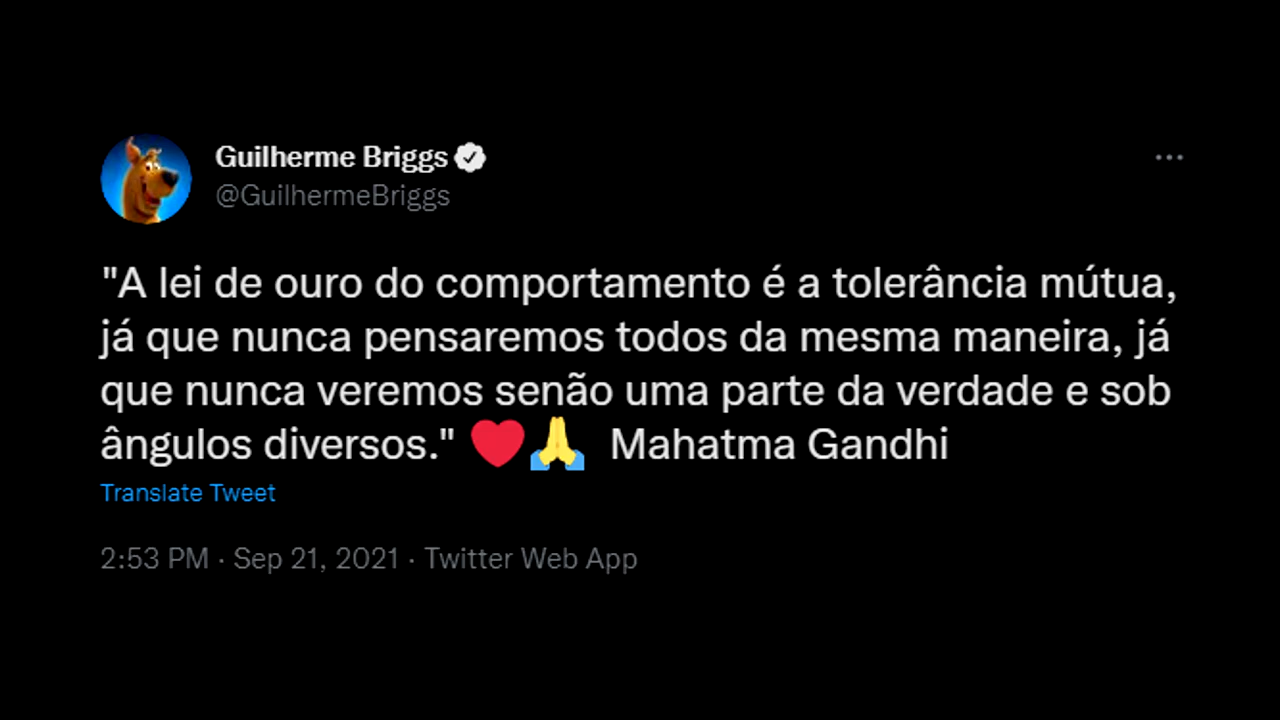 Guilherme Briggs
@GuilhermeBriggs
"A lei de ouro do comportamento é a tolerância mútua,
já que nunca pensaremos todos da mesma maneira, já
que nunca veremos senão uma parte da verdade e sob
ângulos diversos." ❤️🙏 Mahatma Gandhi
Translate Tweet
2:53 PM · Sep 21, 2021 · Twitter Web App